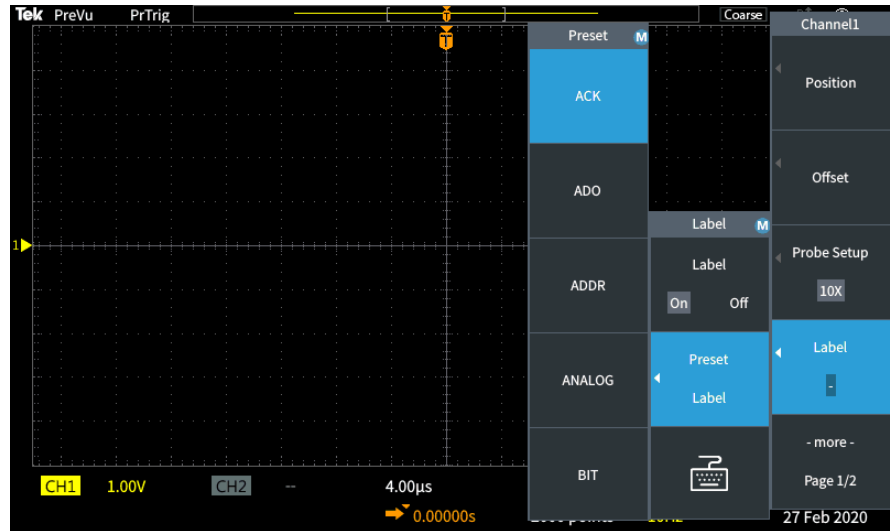 Tek PreVu PrTrig
T
T
Coarse
Preset M
ACK
ADO
ADDR
ANALOG
BIT
Label M
Label
On Off
Preset
Label
Channel1
Position
Offset
Probe Setup
10X
Label
-
- more -
Page 1/2
1
CH1 1.00V CH2 -- 4.00µs
0.00000s
27 Feb 2020